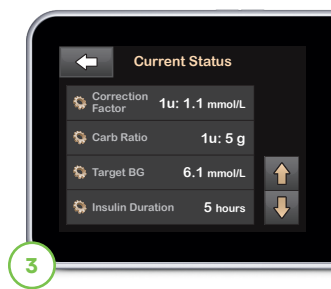 Current Status
Correction Factor 1u: 1.1 mmol/L
Carb Ratio 1u: 5 g
Target BG 6.1 mmol/L
Insulin Duration 5 hours
3